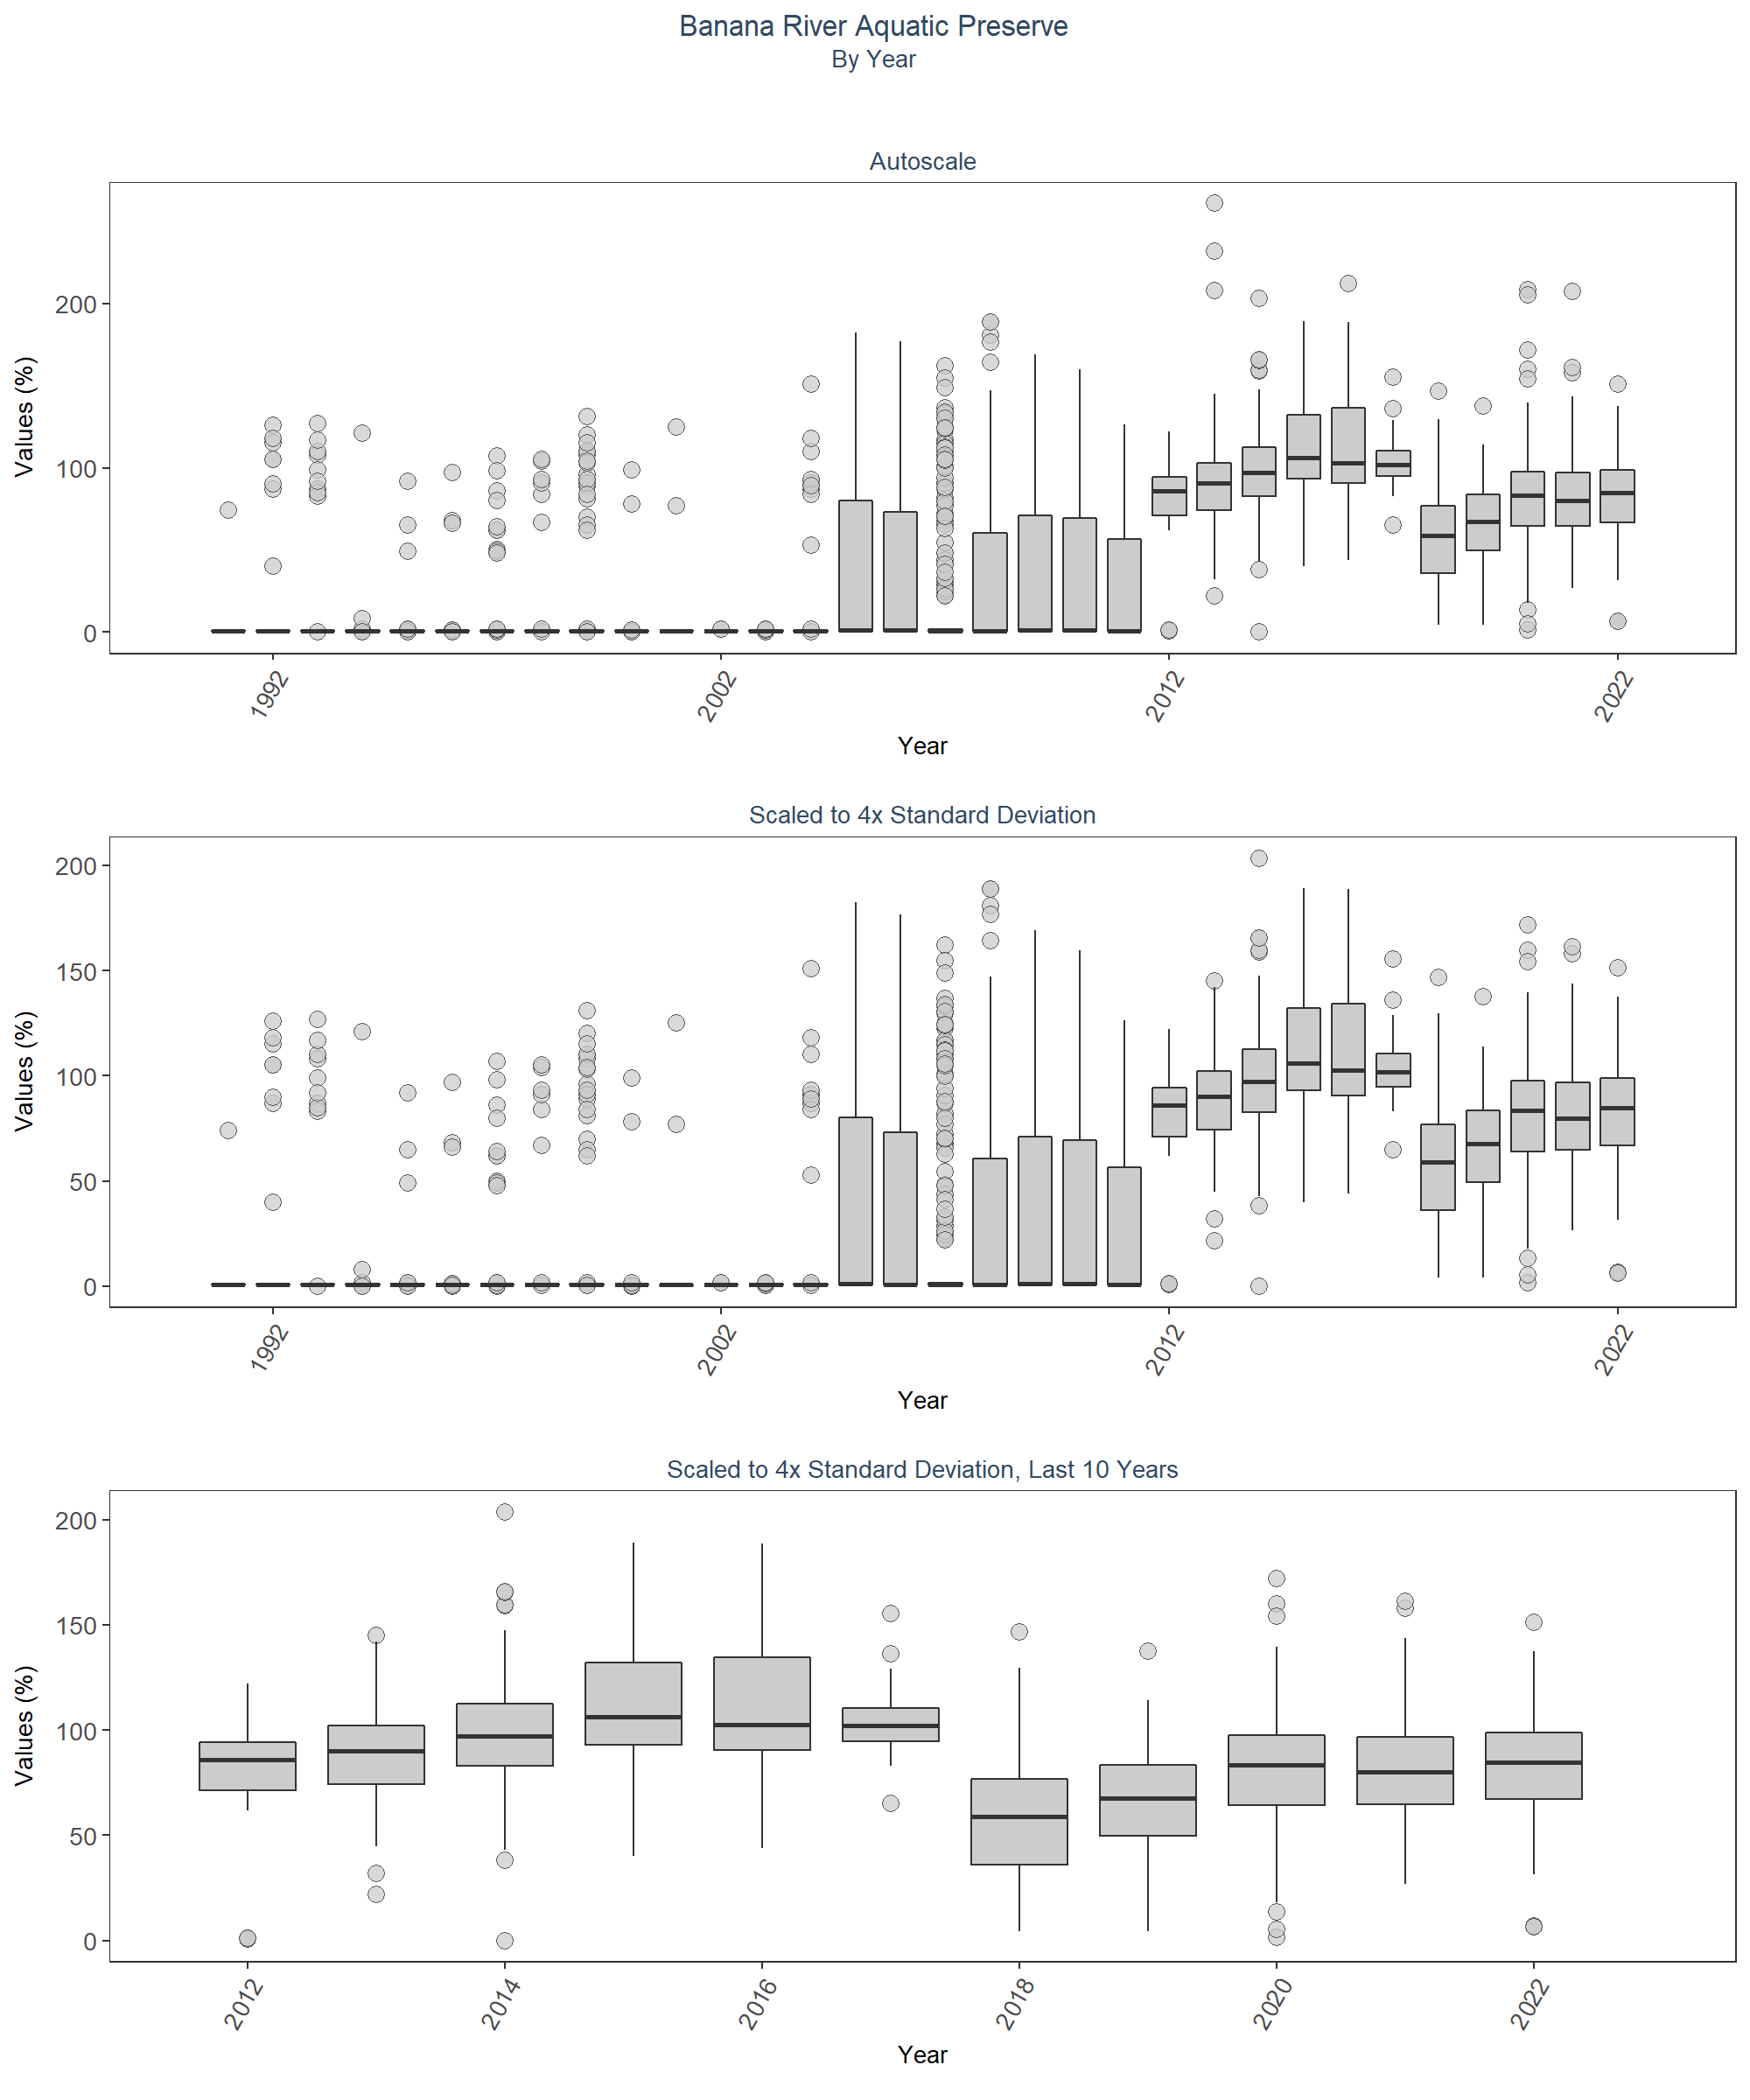 Banana River Aquatic Preserve
By Year
Autoscale
Values (%)
200
100
0
1992
2002
2012
2022
Year
Scaled to 4x Standard Deviation
Values (%)
200
150
100
50
0
1992
2002
2012
2022
Year
Scaled to 4x Standard Deviation, Last 10 Years
Values (%)
200
150
100
50
0
2012
2014
2016
2018
2020
2022
Year